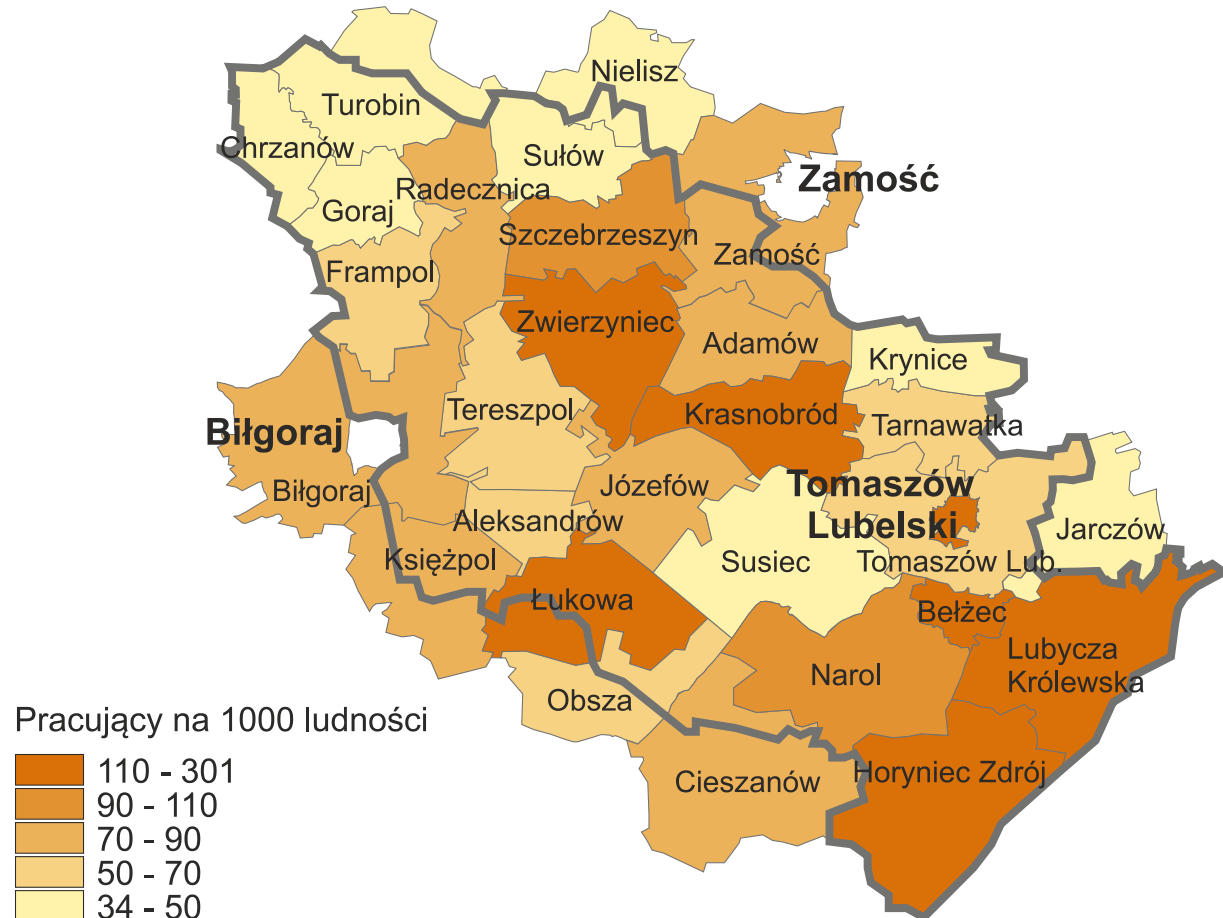 Nielisz
Turobin
Chrzanów
Sułów
Zamość
Radecznica
Goraj
Szczebrzeszyn
Zamość
Frampol
Zwierzyniec
Adamów
Krynice
Tereszpol
Krasnobród
Tarnawatka
Biłgoraj
Biłgoraj
Józefów
Tomaszów
Lubelski
Aleksandrów
Jarczów
Księżpol
Susiec
Tomaszów Lub.
Łukowa
Bełżec
Lubycza
Królewska
Narol
Obsza
Pracujący na 1000 ludności
Cieszanów
Horyniec Zdrój
110 - 301
90 - 110
70 - 90
50 - 70
34 - 50